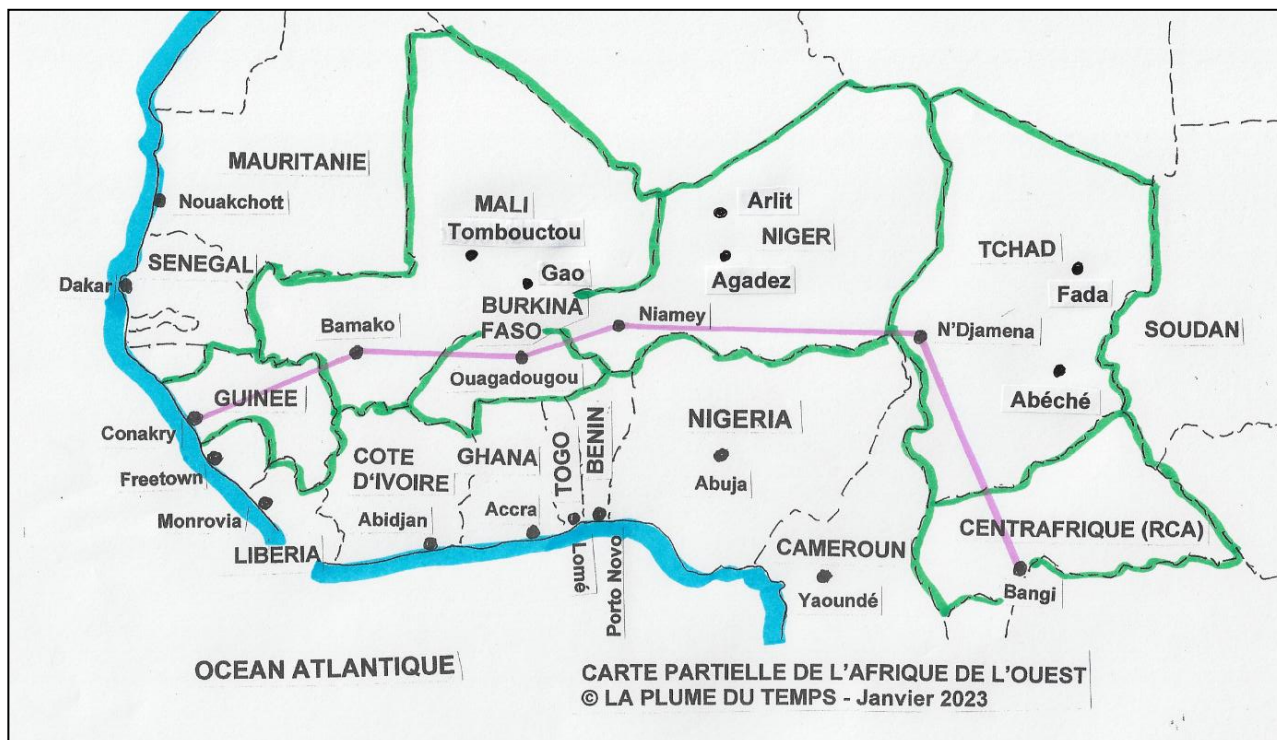 MAURITANIE
Nouakchott
SENEGAL
Dakar
MALI
Tombouctou
Gao
BURKINA
FASO
Bamako
Ouagadougou
Niamey
Arlit
NIGER
Agadez
TCHAD
Fada
N'Djamena
SOUDAN
Abéché
GUINEE
Conakry
Freetown
Monrovia
LIBERIA
COTE
D'IVOIRE
Abidjan
GHANA
Accra
TOGO
Lomé
BENIN
Porto Novo
NIGERIA
Abuja
CAMEROUN
Yaoundé
CENTRAFRIQUE (RCA)
Bangi
OCEAN ATLANTIQUE
CARTE PARTIELLE DE L'AFRIQUE DE L'OUEST
© LA PLUME DU TEMPS - Janvier 2023